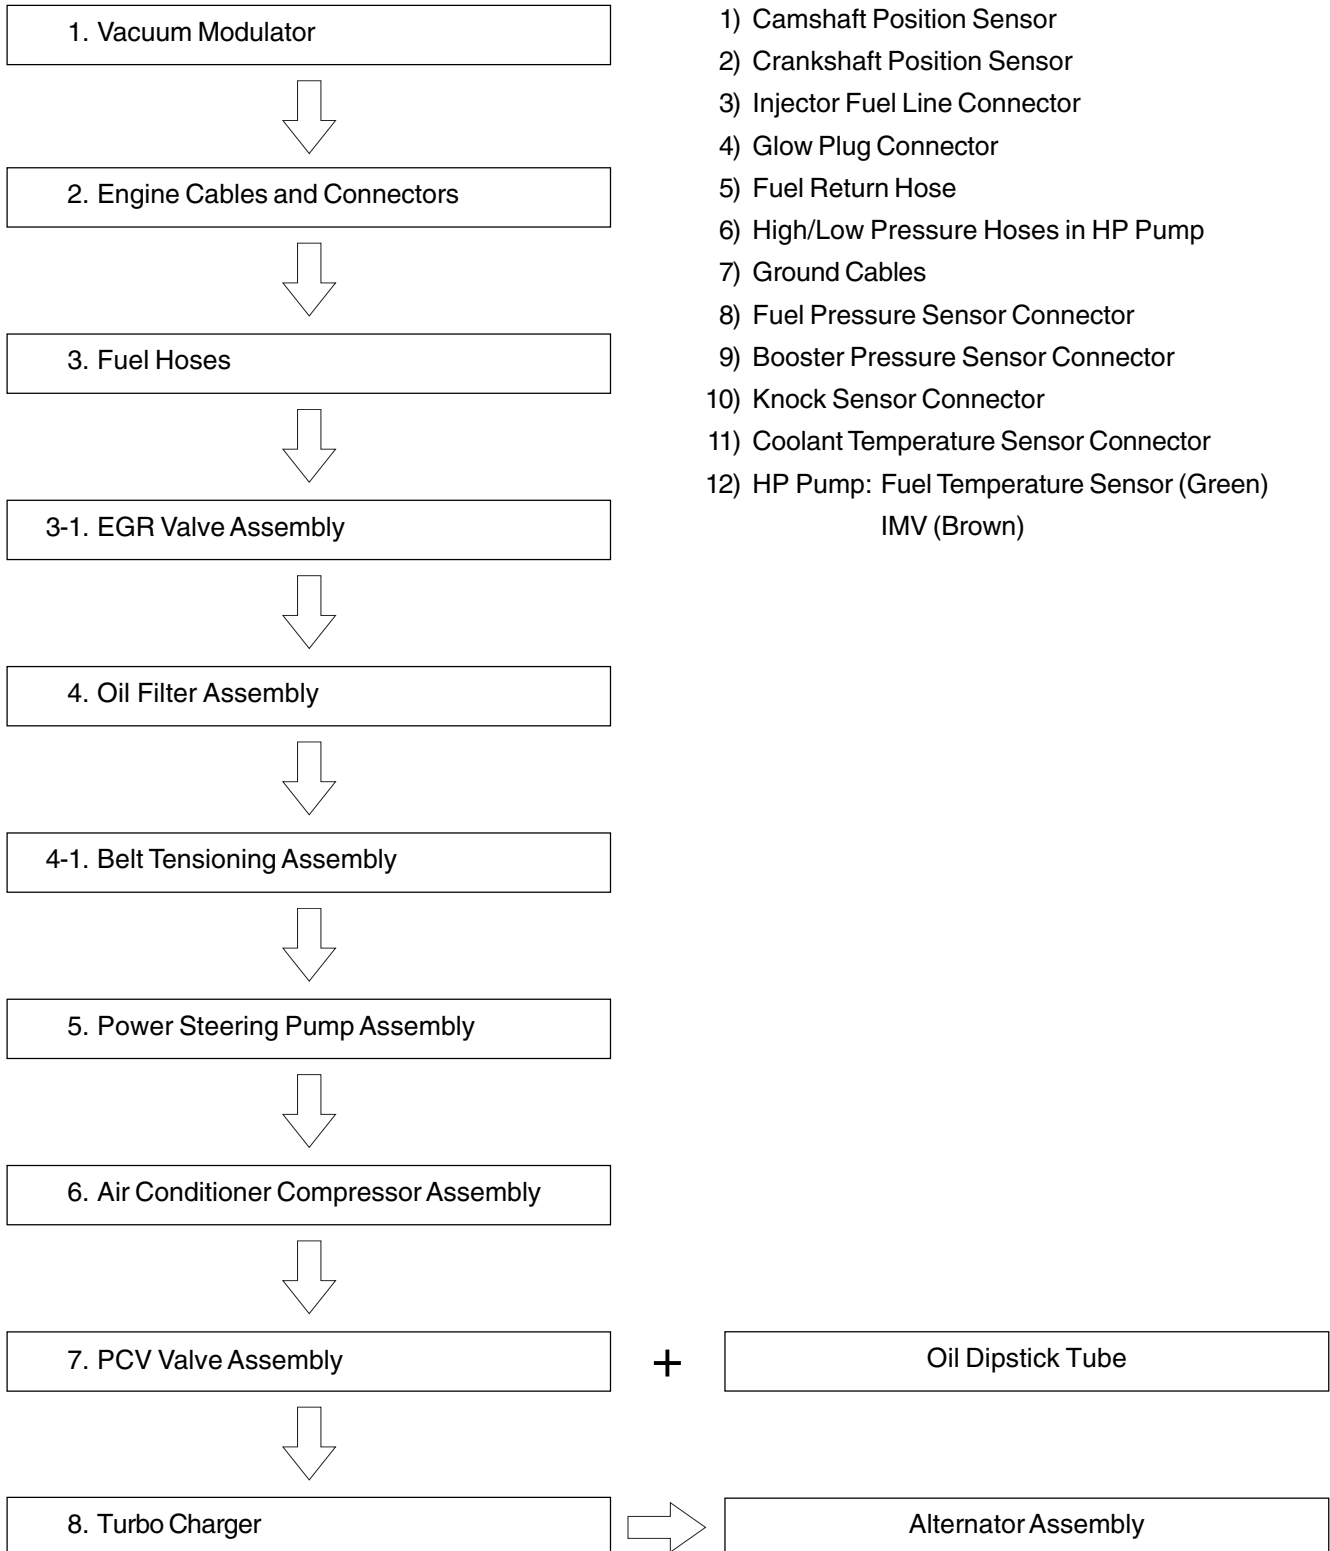 1. Vacuum Modulator
2. Engine Cables and Connectors
3. Fuel Hoses
3-1. EGR Valve Assembly
4. Oil Filter Assembly
4-1. Belt Tensioning Assembly
5. Power Steering Pump Assembly
6. Air Conditioner Compressor Assembly
7. PCV Valve Assembly
+
Oil Dipstick Tube
8. Turbo Charger
Alternator Assembly
1) Camshaft Position Sensor
2) Crankshaft Position Sensor
3) Injector Fuel Line Connector
4) Glow Plug Connector
5) Fuel Return Hose
6) High/Low Pressure Hoses in HP Pump
7) Ground Cables
8) Fuel Pressure Sensor Connector
9) Booster Pressure Sensor Connector
10) Knock Sensor Connector
11) Coolant Temperature Sensor Connector
12) HP Pump: Fuel Temperature Sensor (Green)
IMV (Brown)